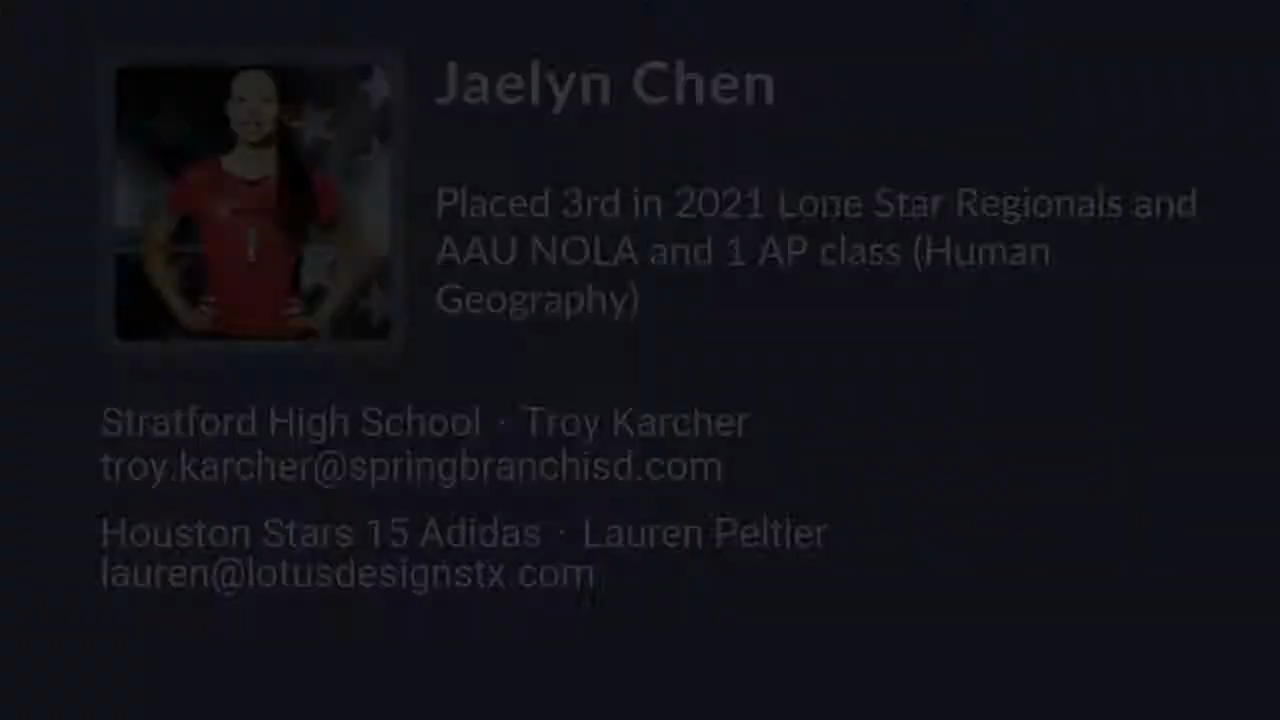 Jaelyn Chen
Placed 3rd in 2021 Lone Star Regionals and
AAU NOLA and 1 AP class (Human
Geography)
1
Stratford High School · Troy Karcher
troy.karcher@springbranchisd.com
Houston Stars 15 Adidas · Lauren Peltier
lauren@lotusdesignstx.com